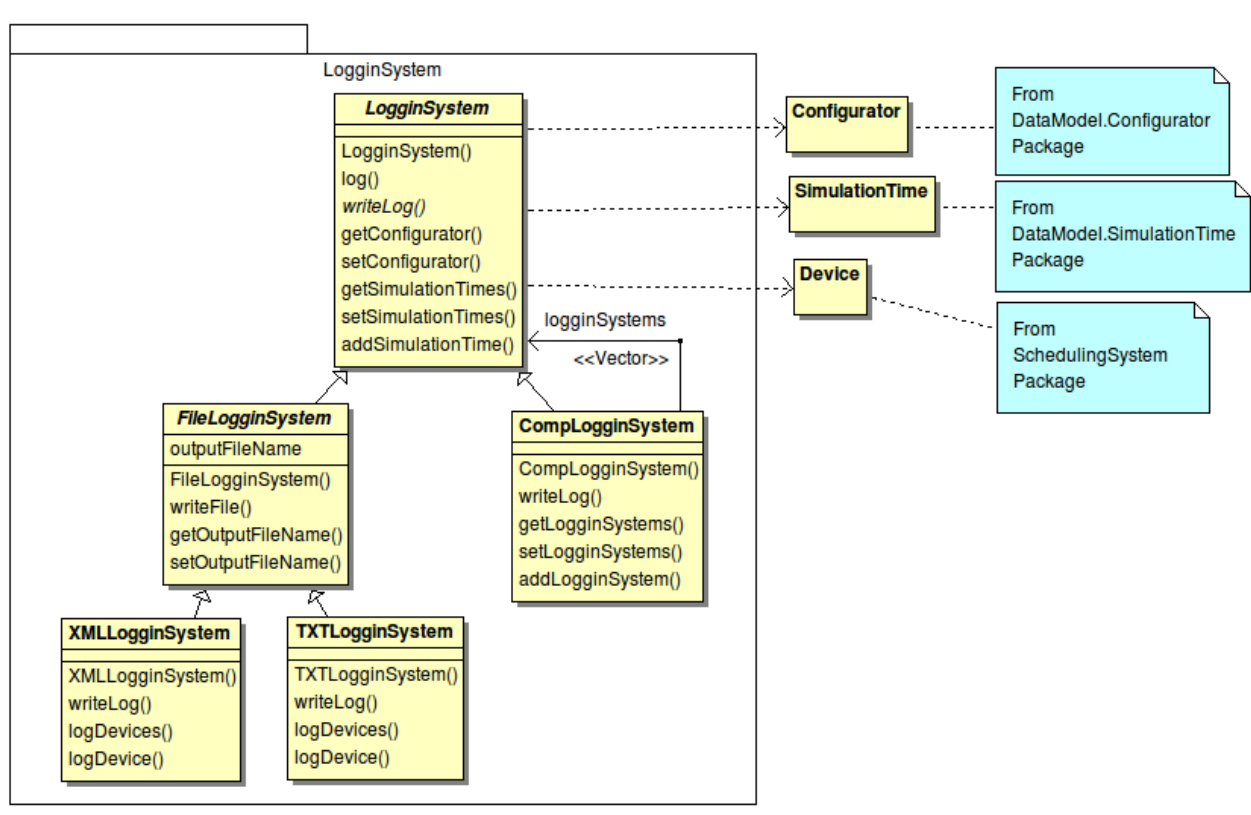 LogginSystem
LogginSystem
LogginSystem()
log()
writeLog()
getConfigurator()
setConfigurator()
getSimulationTimes()
setSimulationTimes()
addSimulationTime()
Configurator
From
DataModel.Configurator
Package
SimulationTime
From
DataModel.SimulationTime
Package
Device
From
SchedulingSystem
Package
logginSystems
<<Vector>>
FileLogginSystem
outputFileName
FileLogginSystem()
writeFile()
getOutputFileName()
setOutputFileName()
CompLogginSystem
CompLogginSystem()
writeLog()
getLogginSystems()
setLogginSystems()
addLogginSystem()
XMLLogginSystem
XMLLogginSystem()
writeLog()
logDevices()
logDevice()
TXTLogginSystem
TXTLogginSystem()
writeLog()
logDevices()
logDevice()